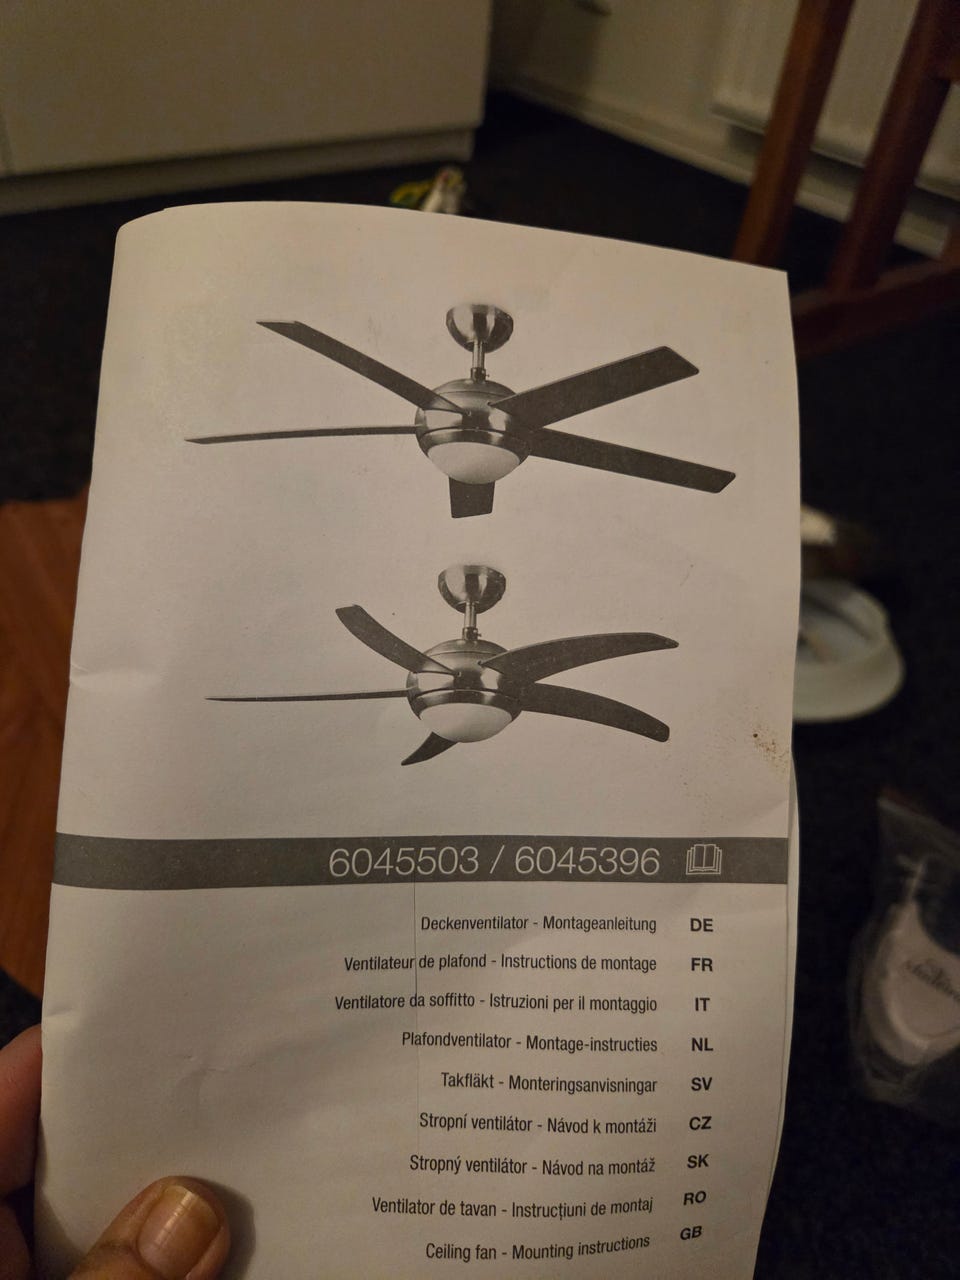 6045503 / 6045396
Deckenventilator - Montageanleitung DE
Ventilateur de plafond - Instructions de montage FR
Ventilatore da soffitto - Istruzioni per il montaggio IT
Plafondventilator - Montage-instructies NL
Takfläkt - Monteringsanvisningar SV
Stropní ventilátor - Návod k montáži CZ
Stropný ventilátor - Návod na montáž SK
Ventilator de tavan - Instrucțiuni de montaj RO
Ceiling fan - Mounting instructions GB